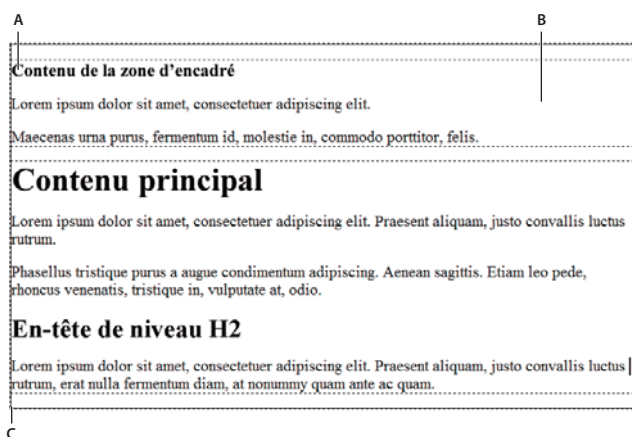 A
B
Contenu de la zone d'encadré
Lorem ipsum dolor sit amet, consectetuer adipiscing elit.
Maecenas urna purus, fermentum id, molestie in, commodo porttitor, felis.
Contenu principal
Lorem ipsum dolor sit amet, consectetuer adipiscing elit. Praesent aliquam, justo convallis luctus
rutrum.
Phasellus tristique purus a augue condimentum adipiscing. Aenean sagittis. Etiam leo pede,
rhoncus venenatis, tristique in, vulputate at, odio.
En-tête de niveau H2
Lorem ipsum dolor sit amet, consectetuer adipiscing elit. Praesent aliquam, justo convallis luctus
rutrum, erat nulla fermentum diam, at nonummy quam ante ac quam.
C